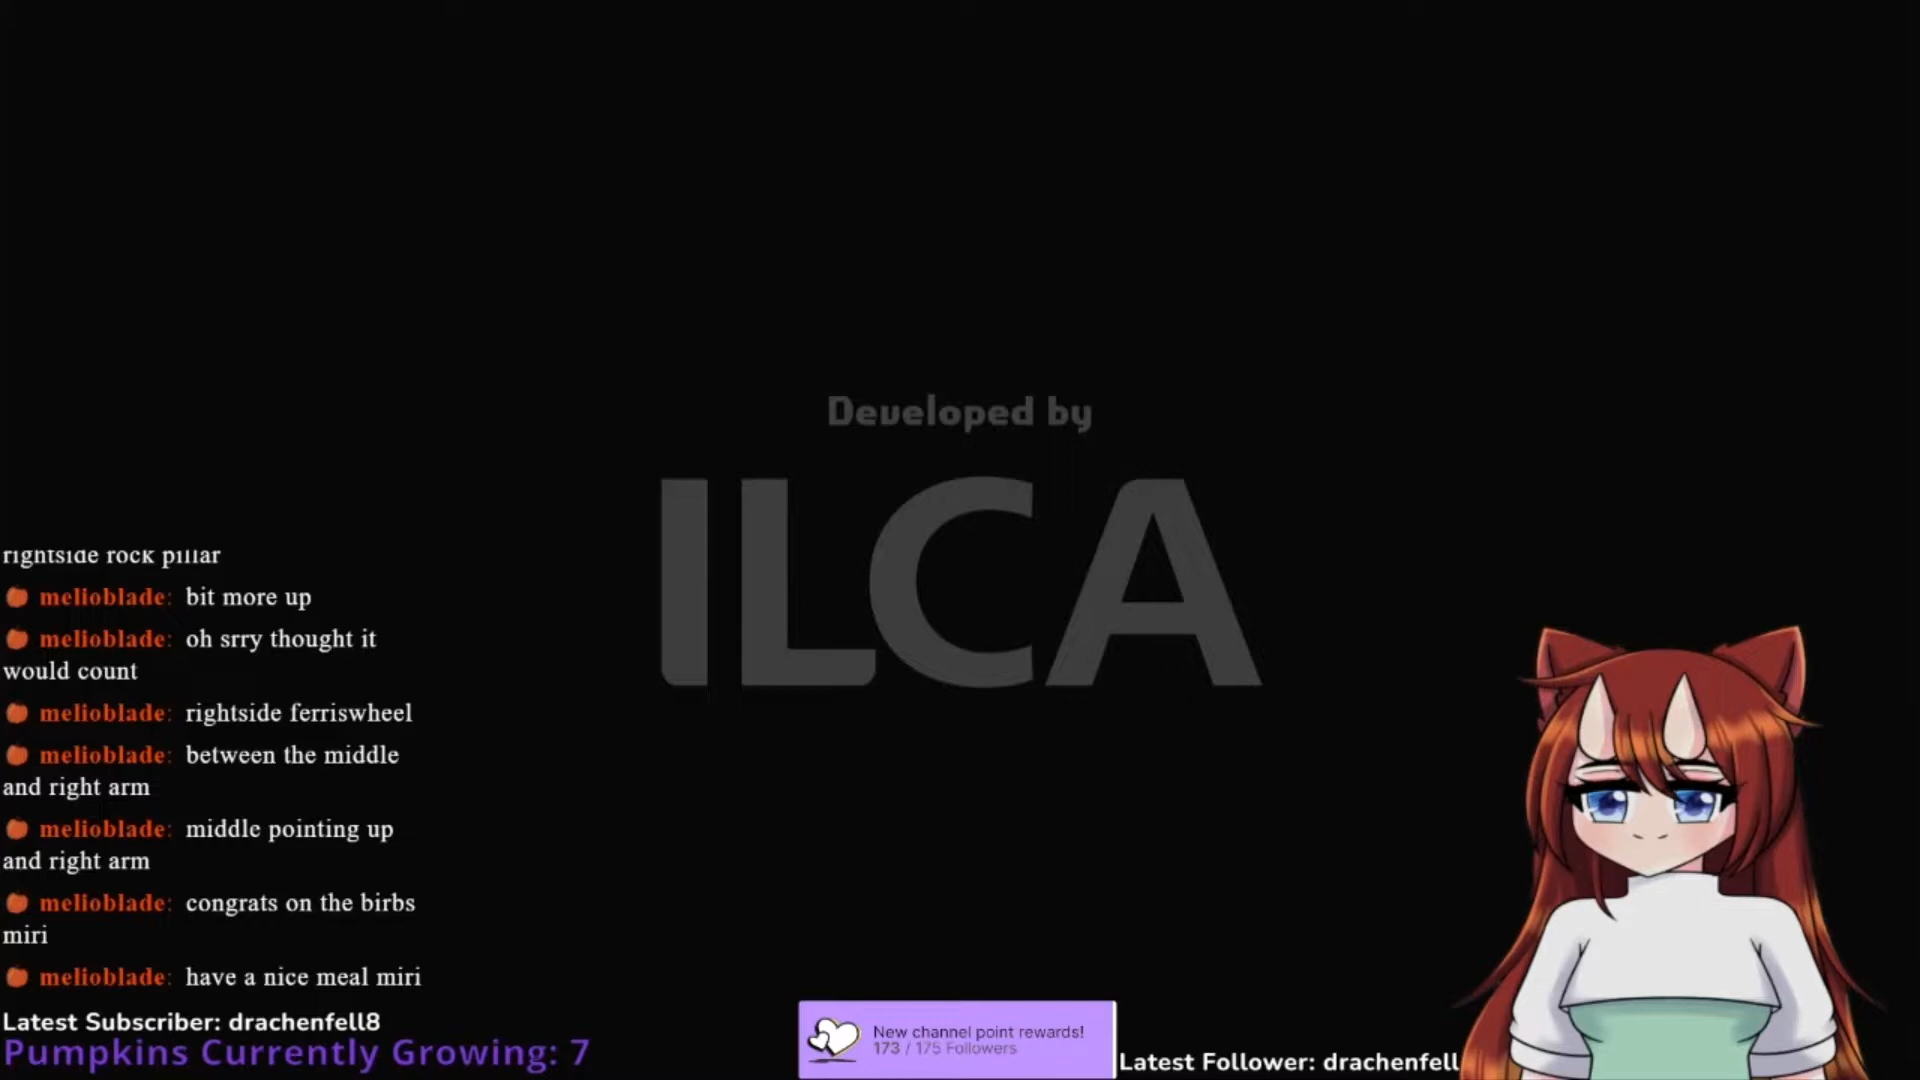 Developed by
ILCA
rightside rock pillar
melioblade: bit more up
melioblade: oh srry thought it
would count
melioblade: rightside ferriswheel
melioblade: between the middle
and right arm
melioblade: middle pointing up
and right arm
melioblade: congrats on the birbs
miri
melioblade: have a nice meal miri
Latest Subscriber: drachenfell8
Pumpkins Currently Growing: 7
New channel point rewards!
173 / 175 Followers
Latest Follower: drachenfell